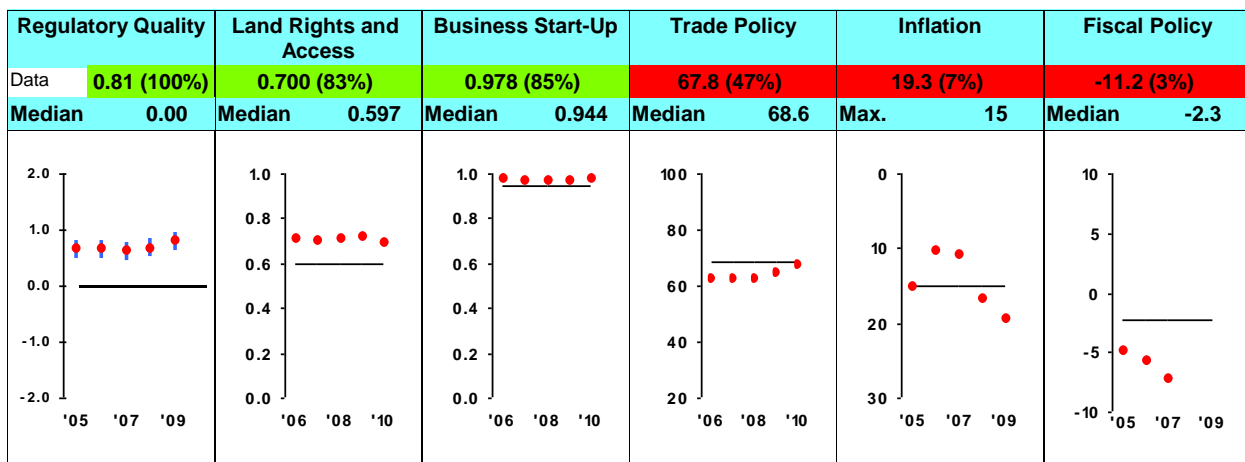 Regulatory Quality
Land Rights and
Access
Business Start-Up
Trade Policy
Inflation
Fiscal Policy
Data 0.81 (100%)
0.700 (83%)
0.978 (85%)
67.8 (47%)
19.3 (7%)
-11.2 (3%)
Median 0.00
Median 0.597
Median 0.944
Median 68.6
Max. 15
Median -2.3
2.0
1.0
0.0
-1.0
-2.0
'05 '07 '09
1.0
0.8
0.6
0.4
0.2
0.0
'06 '08 '10
1.0
0.8
0.6
0.4
0.2
0.0
'06 '08 '10
100
80
60
40
20
'06 '08 '10
0
10
20
30
'05 '07 '09
10
5
0
-5
-10
'05 '07 '09